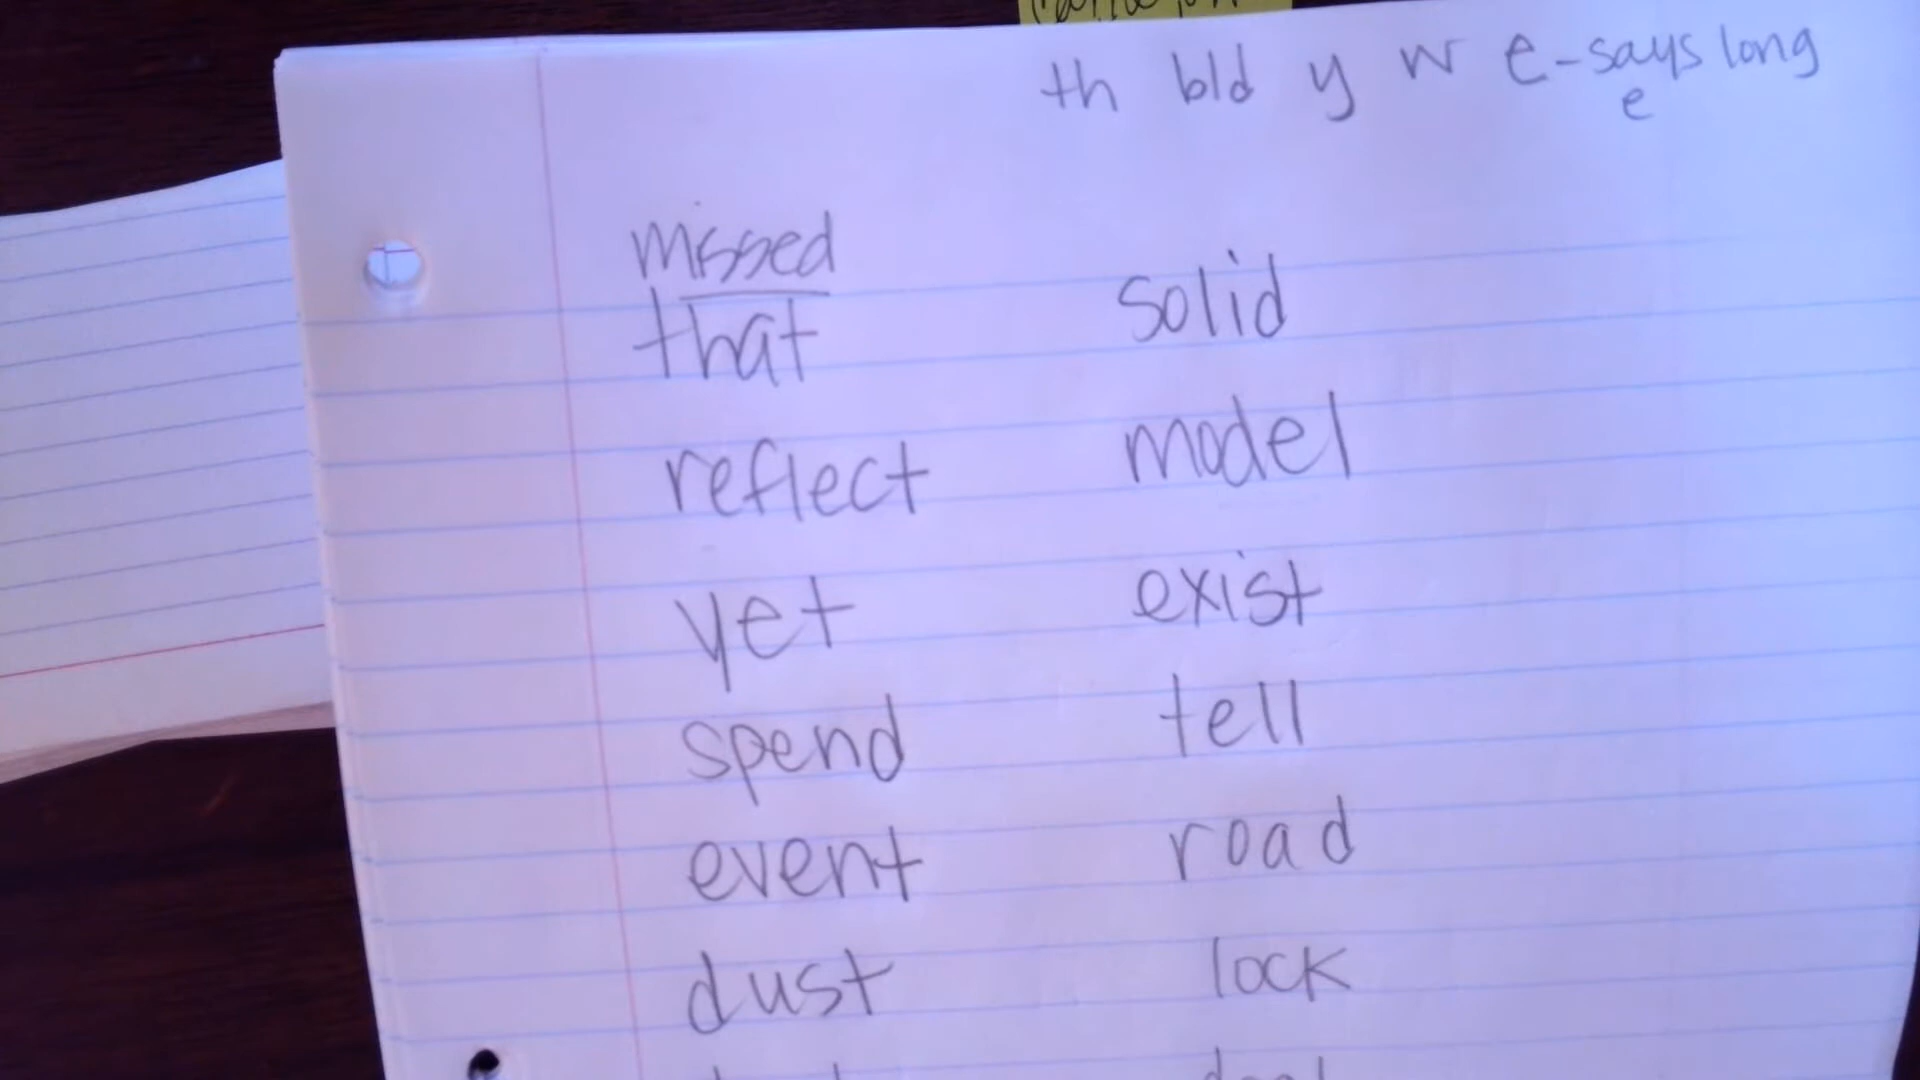 th bld y w e-says long
e
missed
that solid
reflect model
yet exist
spend tell
event road
dust lock